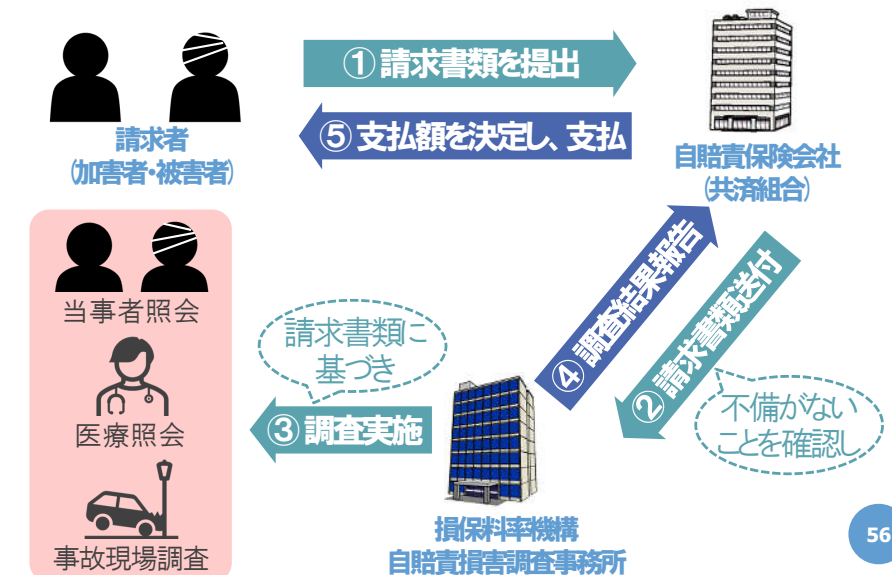 ①請求書類を提出
⑤支払額を決定し、支払
請求者
(加害者・被害者)
自賠責保険会社
(共済組合)
④調査結果報告
②請求書類送付
不備がない
ことを確認し
請求書類に
基づき
③調査実施
当事者照会
医療照会
事故現場調査
損保料率機構
自賠責損害調査事務所
56